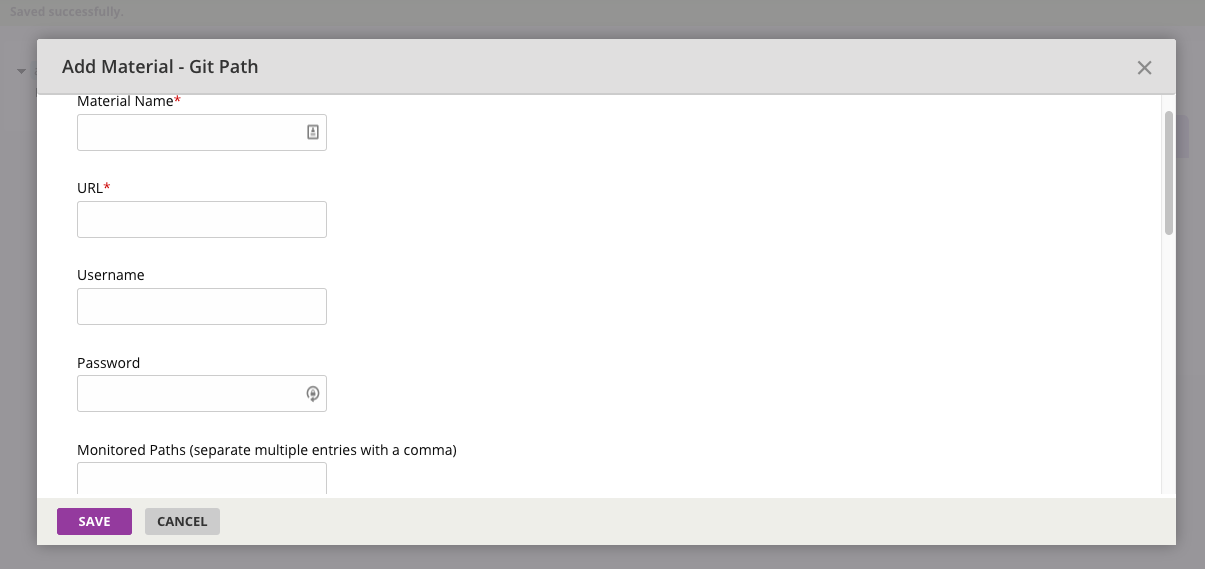 Saved successfully.
Add Material - Git Path
Material Name*
URL*
Username
Password
Monitored Paths (separate multiple entries with a comma)
SAVE
CANCEL